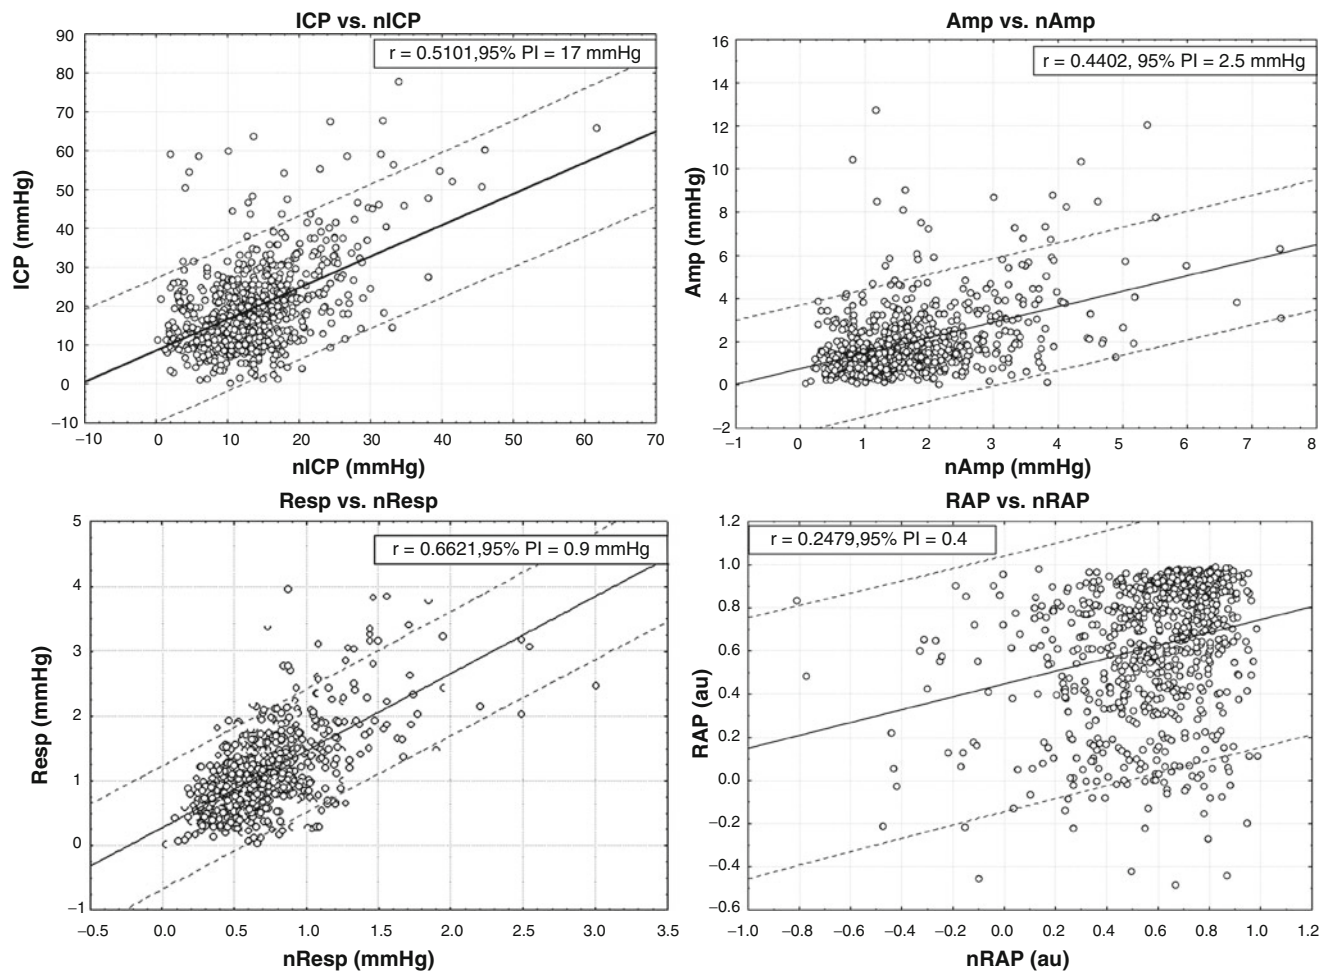 ICP vs. nICP
r = 0.5101,95% PI = 17 mmHg
ICP (mmHg)
90
80
70
60
50
40
30
20
10
0
−10
−10 0 10 20 30 40 50 60 70
nICP (mmHg)
Amp vs. nAmp
r = 0.4402, 95% PI = 2.5 mmHg
Amp (mmHg)
16
14
12
10
8
6
4
2
0
−2
−1 0 1 2 3 4 5 6 7 8
nAmp (mmHg)
Resp vs. nResp
r = 0.6621,95% PI = 0.9 mmHg
Resp (mmHg)
5
4
3
2
1
0
−1
−0.5 0.0 0.5 1.0 1.5 2.0 2.5 3.0 3.5
nResp (mmHg)
RAP vs. nRAP
r = 0.2479,95% PI = 0.4
RAP (au)
1.2
1.0
0.8
0.6
0.4
0.2
0.0
−0.2
−0.4
−0.6
−1.0 −0.8 −0.6 −0.4 −0.2 −0.0 0.2 0.4 0.6 0.8 1.0 1.2
nRAP (au)